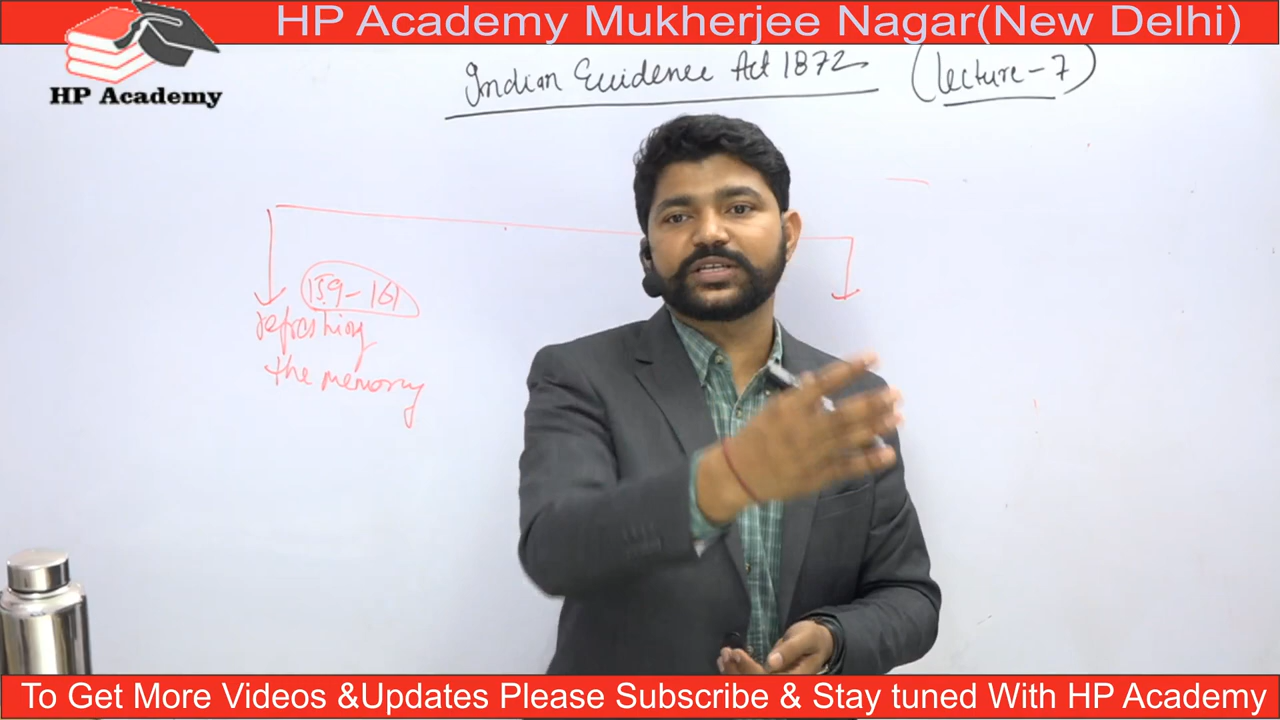 HP Academy Mukherjee Nagar(New Delhi)
HP Academy
Indian Evidence Act 1872 (Lecture-7)
159-161
refreshing
the memory
To Get More Videos &Updates Please Subscribe & Stay tuned With HP Academy